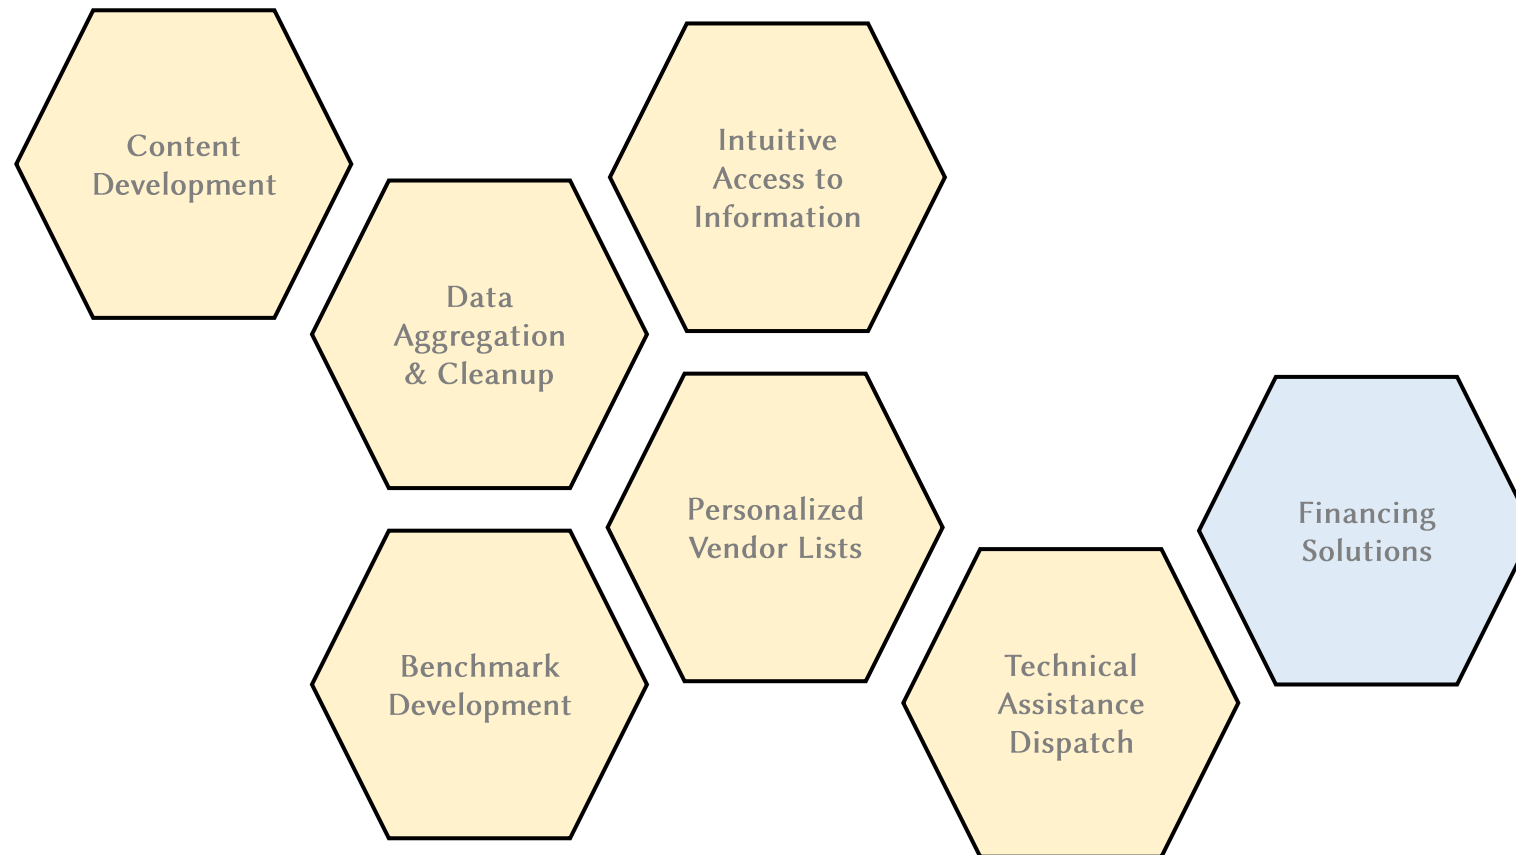 Content
Development
Intuitive
Access to
Information
Data
Aggregation
& Cleanup
Personalized
Vendor Lists
Financing
Solutions
Benchmark
Development
Technical
Assistance
Dispatch